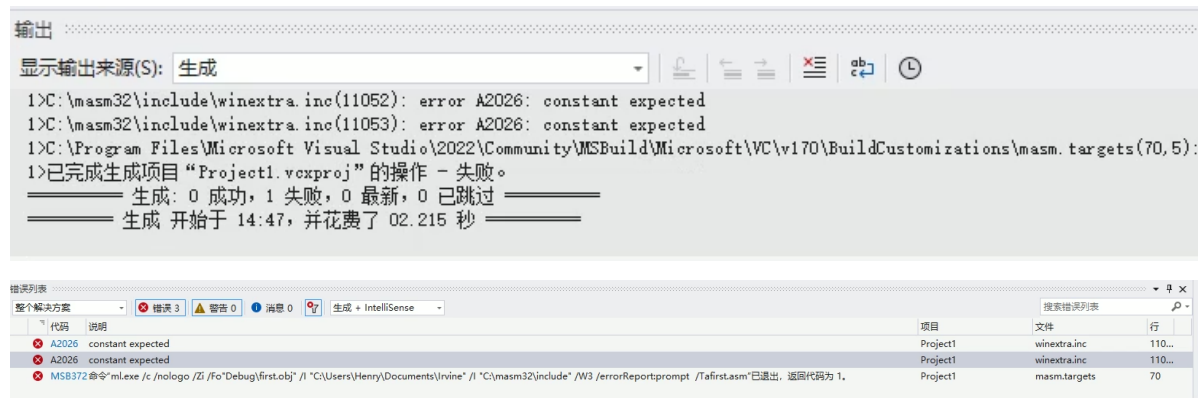 输出
显示输出来源(S): 生成
1>C:\masm32\include\winextra.inc(11052): error A2026: constant expected
1>C:\masm32\include\winextra.inc(11053): error A2026: constant expected
1>C:\Program Files\Microsoft Visual Studio\2022\Community\MSBuild\Microsoft\VC\v170\BuildCustomizations\masm.targets(70,5):
1>已完成生成项目“Project1.vcxproj”的操作 - 失败。
========== 生成: 0 成功，1 失败，0 最新，0 已跳过 ==========
========= 生成 开始于 14:47，并花费了 02.215 秒 ==========
错误列表
整个解决方案 错误 3 警告 0 消息 0 生成 + IntelliSense 搜索错误列表
代码 说明 项目 文件 行
A2026 constant expected Project1 winextra.inc 110...
A2026 constant expected Project1 winextra.inc 110...
MSB372 命令"ml.exe /c /nologo /Zi /Fo"Debug\first.obj" /I "C:\Users\Henry\Documents\Irvine" /I "C:\masm32\include" /W3 /errorReport:prompt /Tafirst.asm"已退出，返回代码为 1。 Project1 masm.targets 70